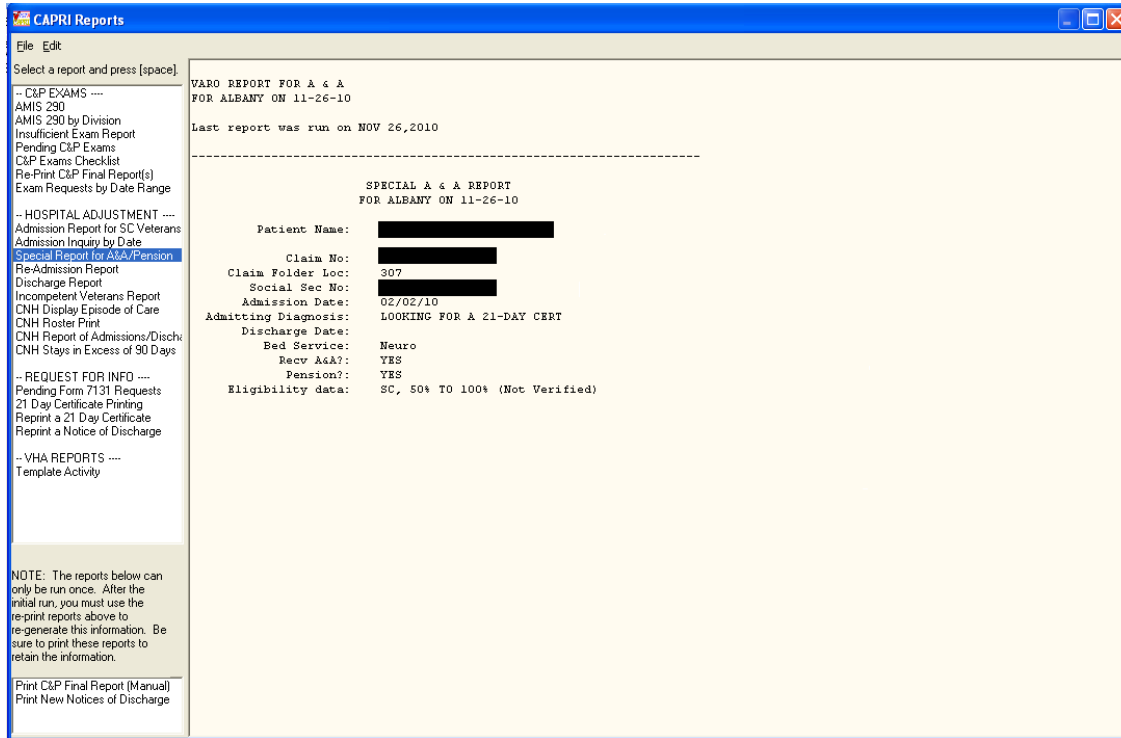 CAPRI Reports
File Edit
Select a report and press [space].
-- C&P EXAMS ----
AMIS 290
AMIS 290 by Division
Insufficient Exam Report
Pending C&P Exams
C&P Exams Checklist
Re-Print C&P Final Report(s)
Exam Requests by Date Range
-- HOSPITAL ADJUSTMENT ----
Admission Report for SC Veterans
Admission Inquiry by Date
Special Report for A&A/Pension
Re-Admission Report
Discharge Report
Incompetent Veterans Report
CNH Display Episode of Care
CNH Roster Print
CNH Report of Admissions/Discha
CNH Stays in Excess of 90 Days
-- REQUEST FOR INFO ----
Pending Form 7131 Requests
21 Day Certificate Printing
Reprint a 21 Day Certificate
Reprint a Notice of Discharge
-- VHA REPORTS ----
Template Activity
NOTE: The reports below can
only be run once. After the
initial run, you must use the
re-print reports above to
re-generate this information. Be
sure to print these reports to
retain the information.
Print C&P Final Report (Manual)
Print New Notices of Discharge
VARO REPORT FOR A & A
FOR ALBANY ON 11-26-10
Last report was run on NOV 26,2010
----------------------------------------------------------------------
SPECIAL A & A REPORT
FOR ALBANY ON 11-26-10
Patient Name:
Claim No:
Claim Folder Loc: 307
Social Sec No:
Admission Date: 02/02/10
Admitting Diagnosis: LOOKING FOR A 21-DAY CERT
Discharge Date:
Bed Service: Neuro
Recv A&A?: YES
Pension?: YES
Eligibility data: SC, 50% TO 100% (Not Verified)